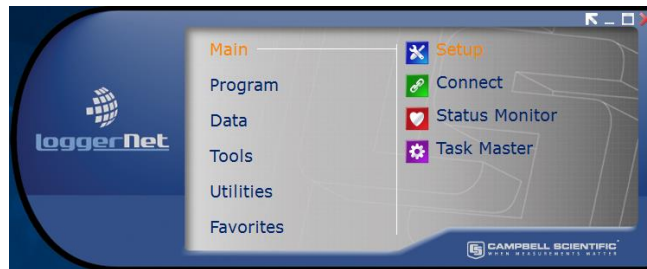 Main
Setup
Program
Connect
Data
Status Monitor
Tools
Task Master
Utilities
Favorites
LoggerNet
CAMPBELL SCIENTIFIC
WHEN MEASUREMENTS MATTER